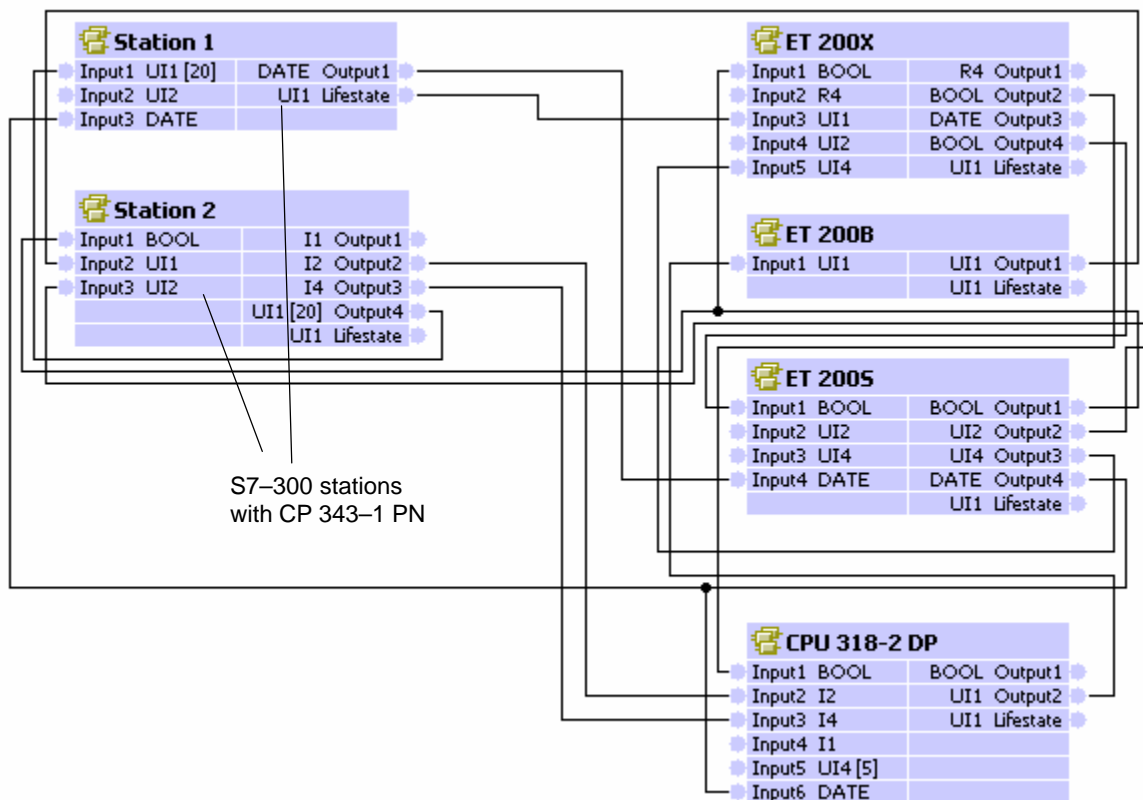 Station 1
Input1 UI1 [20] DATE Output1
Input2 UI2 UI1 Lifestate
Input3 DATE
Station 2
Input1 BOOL I1 Output1
Input2 UI1 I2 Output2
Input3 UI2 I4 Output3
UI1 [20] Output4
UI1 Lifestate
S7–300 stations
with CP 343–1 PN
ET 200X
Input1 BOOL R4 Output1
Input2 R4 BOOL Output2
Input3 UI1 DATE Output3
Input4 UI2 BOOL Output4
Input5 UI4 UI1 Lifestate
ET 200B
Input1 UI1 UI1 Output1
UI1 Lifestate
ET 200S
Input1 BOOL BOOL Output1
Input2 UI2 UI2 Output2
Input3 UI4 UI4 Output3
Input4 DATE DATE Output4
UI1 Lifestate
CPU 318-2 DP
Input1 BOOL BOOL Output1
Input2 I2 UI1 Output2
Input3 I4 UI1 Lifestate
Input4 I1
Input5 UI4 [5]
Input6 DATE